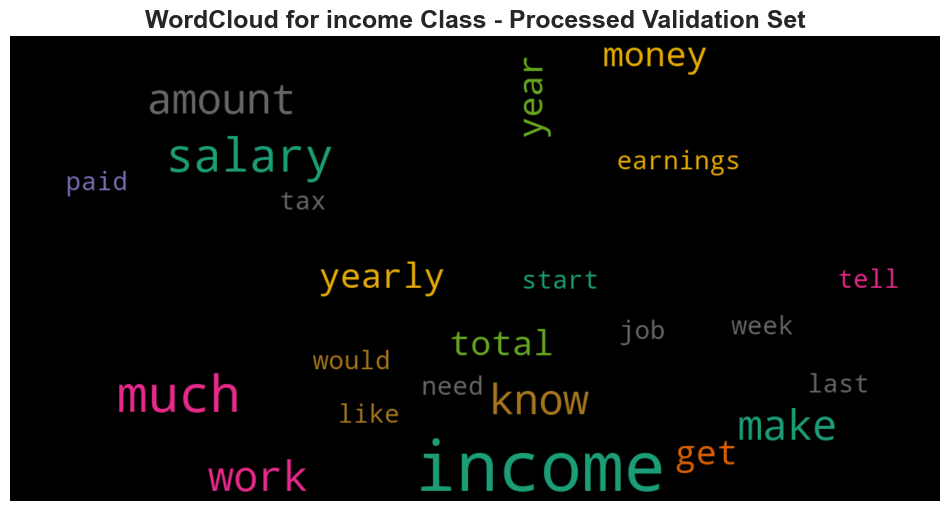 WordCloud for income Class - Processed Validation Set
money
year
amount
salary
earnings
paid
tax
yearly
start
tell
total
job
week
would
need
last
much
like
know
make
get
work
income